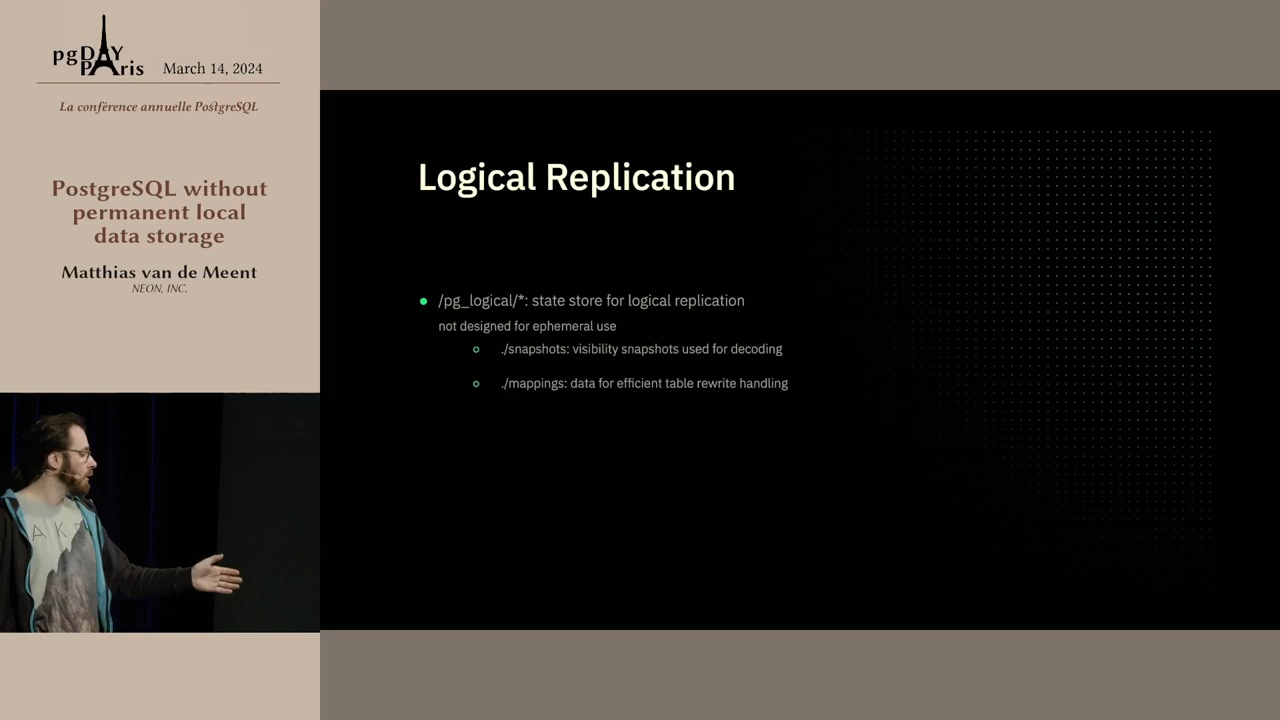 pgDAY
PAris
March 14, 2024
La conférence annuelle PostgreSQL
PostgreSQL without
permanent local
data storage
Matthias van de Meent
NEON, INC.
Logical Replication
/pg_logical/*: state store for logical replication
not designed for ephemeral use
./snapshots: visibility snapshots used for decoding
./mappings: data for efficient table rewrite handling
AK